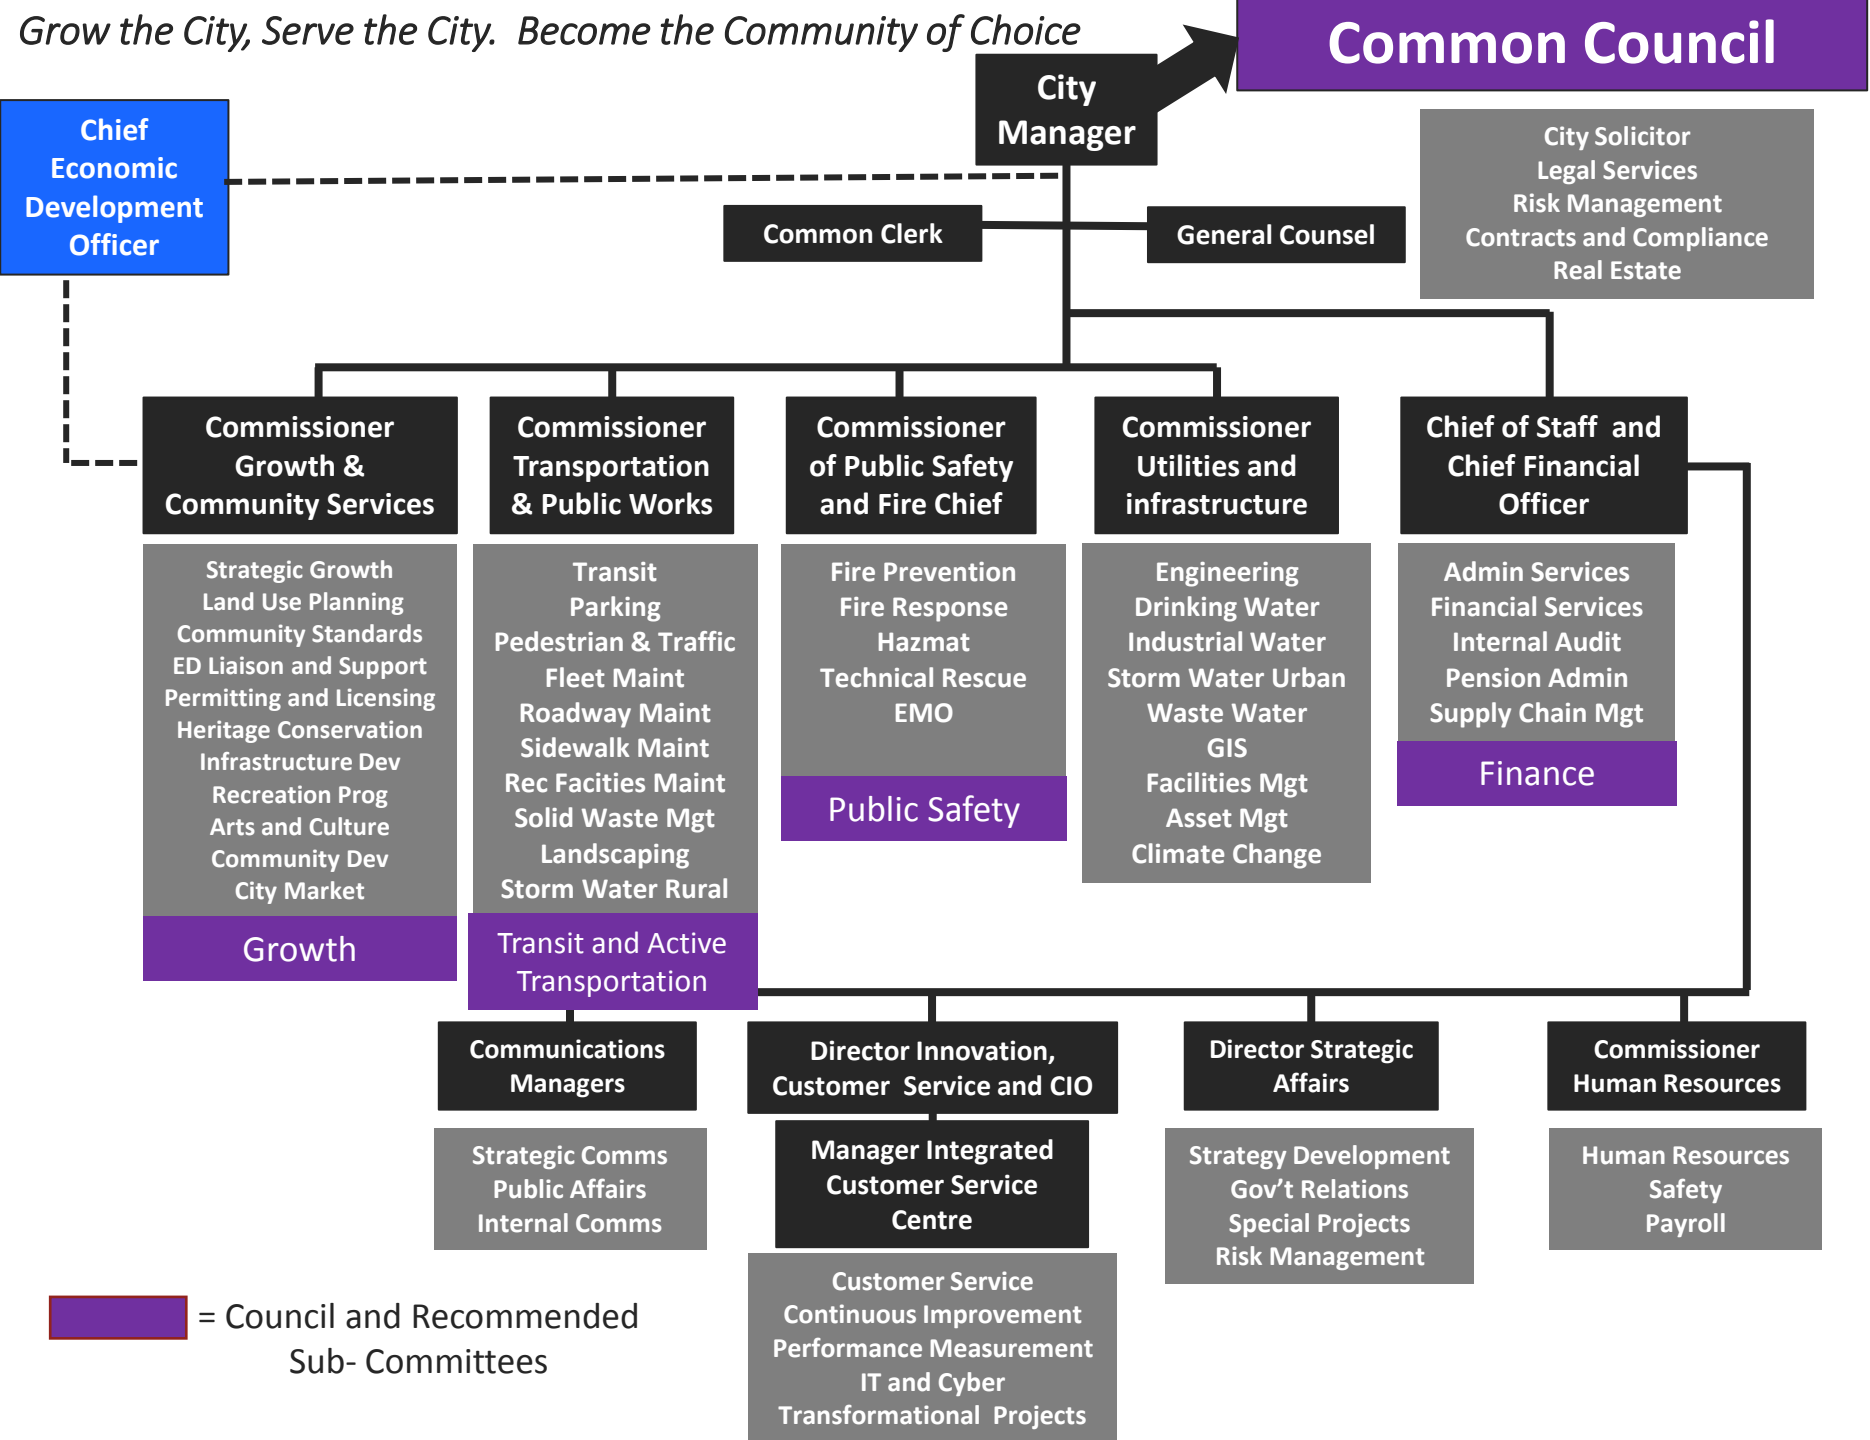 Grow the City, Serve the City. Become the Community of Choice
Common Council
City
Manager
Chief
Economic
Development
Officer
City Solicitor
Legal Services
Risk Management
Contracts and Compliance
Real Estate
Common Clerk
General Counsel
Commissioner
Growth &
Community Services
Commissioner
Transportation
& Public Works
Commissioner
of Public Safety
and Fire Chief
Commissioner
Utilities and
infrastructure
Chief of Staff and
Chief Financial
Officer
Strategic Growth
Land Use Planning
Community Standards
ED Liaison and Support
Permitting and Licensing
Heritage Conservation
Infrastructure Dev
Recreation Prog
Arts and Culture
Community Dev
City Market
Growth
Transit
Parking
Pedestrian & Traffic
Fleet Maint
Roadway Maint
Sidewalk Maint
Rec Facities Maint
Solid Waste Mgt
Landscaping
Storm Water Rural
Transit and Active
Transportation
Fire Prevention
Fire Response
Hazmat
Technical Rescue
EMO
Public Safety
Engineering
Drinking Water
Industrial Water
Storm Water Urban
Waste Water
GIS
Facilities Mgt
Asset Mgt
Climate Change
Admin Services
Financial Services
Internal Audit
Pension Admin
Supply Chain Mgt
Finance
Communications
Managers
Strategic Comms
Public Affairs
Internal Comms
Director Innovation,
Customer Service and CIO
Manager Integrated
Customer Service
Centre
Customer Service
Continuous Improvement
Performance Measurement
IT and Cyber
Transformational Projects
Director Strategic
Affairs
Strategy Development
Gov’t Relations
Special Projects
Risk Management
Commissioner
Human Resources
Human Resources
Safety
Payroll
= Council and Recommended
Sub- Committees